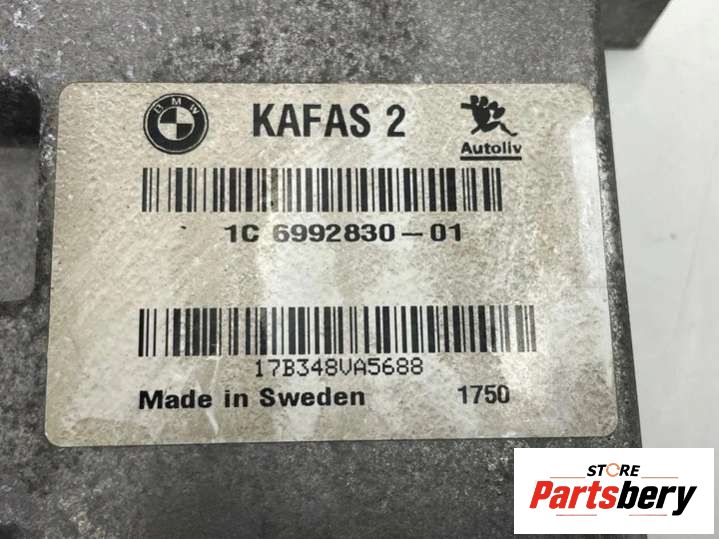 BMW
KAFAS 2
Autoliv
1C 6992830-01
17B348VA5688
Made in Sweden 1750
STORE
Partsbery